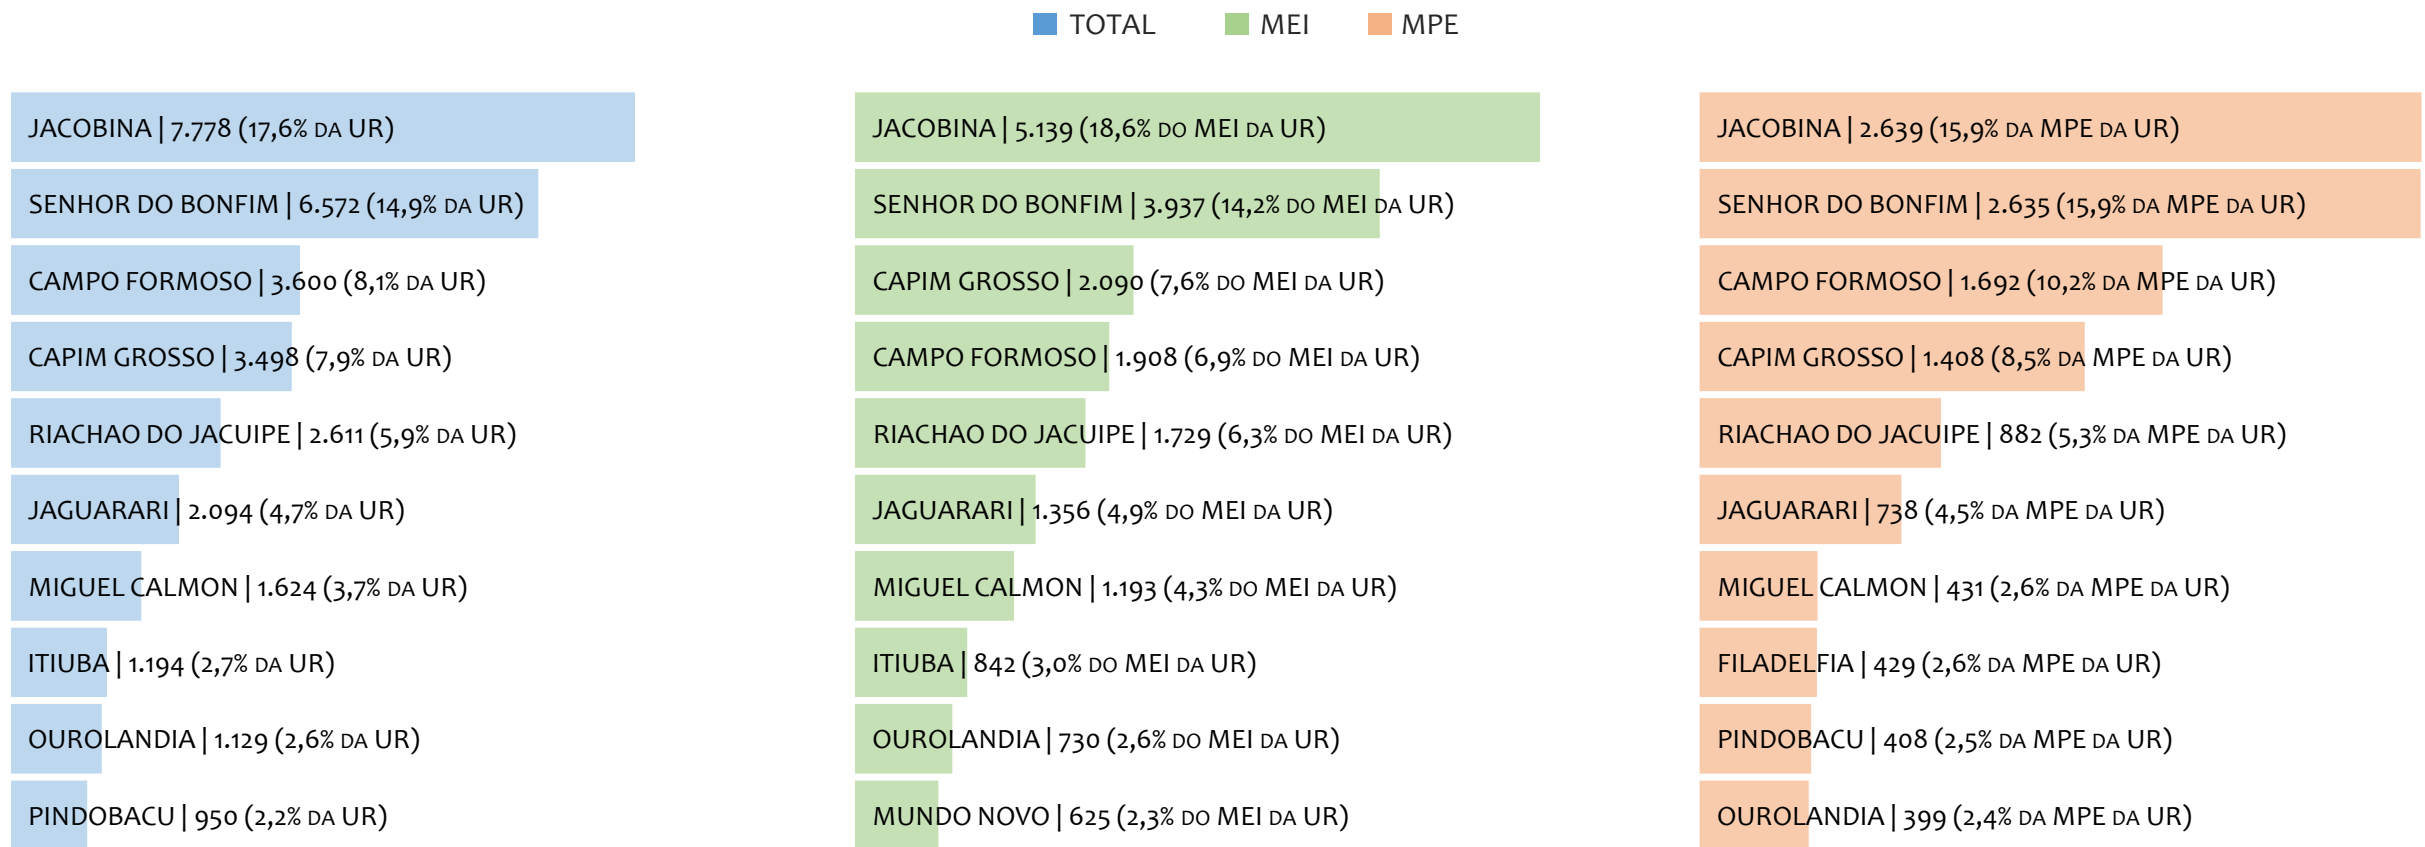 TOTAL MEI MPE
JACOBINA | 7.778 (17,6% DA UR)
SENHOR DO BONFIM | 6.572 (14,9% DA UR)
CAMPO FORMOSO | 3.600 (8,1% DA UR)
CAPIM GROSSO | 3.498 (7,9% DA UR)
RIACHAO DO JACUIPE | 2.611 (5,9% DA UR)
JAGUARARI | 2.094 (4,7% DA UR)
MIGUEL CALMON | 1.624 (3,7% DA UR)
ITIUBA | 1.194 (2,7% DA UR)
OUROLANDIA | 1.129 (2,6% DA UR)
PINDOBACU | 950 (2,2% DA UR)
JACOBINA | 5.139 (18,6% DO MEI DA UR)
SENHOR DO BONFIM | 3.937 (14,2% DO MEI DA UR)
CAPIM GROSSO | 2.090 (7,6% DO MEI DA UR)
CAMPO FORMOSO | 1.908 (6,9% DO MEI DA UR)
RIACHAO DO JACUIPE | 1.729 (6,3% DO MEI DA UR)
JAGUARARI | 1.356 (4,9% DO MEI DA UR)
MIGUEL CALMON | 1.193 (4,3% DO MEI DA UR)
ITIUBA | 842 (3,0% DO MEI DA UR)
OUROLANDIA | 730 (2,6% DO MEI DA UR)
MUNDO NOVO | 625 (2,3% DO MEI DA UR)
JACOBINA | 2.639 (15,9% DA MPE DA UR)
SENHOR DO BONFIM | 2.635 (15,9% DA MPE DA UR)
CAMPO FORMOSO | 1.692 (10,2% DA MPE DA UR)
CAPIM GROSSO | 1.408 (8,5% DA MPE DA UR)
RIACHAO DO JACUIPE | 882 (5,3% DA MPE DA UR)
JAGUARARI | 738 (4,5% DA MPE DA UR)
MIGUEL CALMON | 431 (2,6% DA MPE DA UR)
FILADELFIA | 429 (2,6% DA MPE DA UR)
PINDOBACU | 408 (2,5% DA MPE DA UR)
OUROLANDIA | 399 (2,4% DA MPE DA UR)